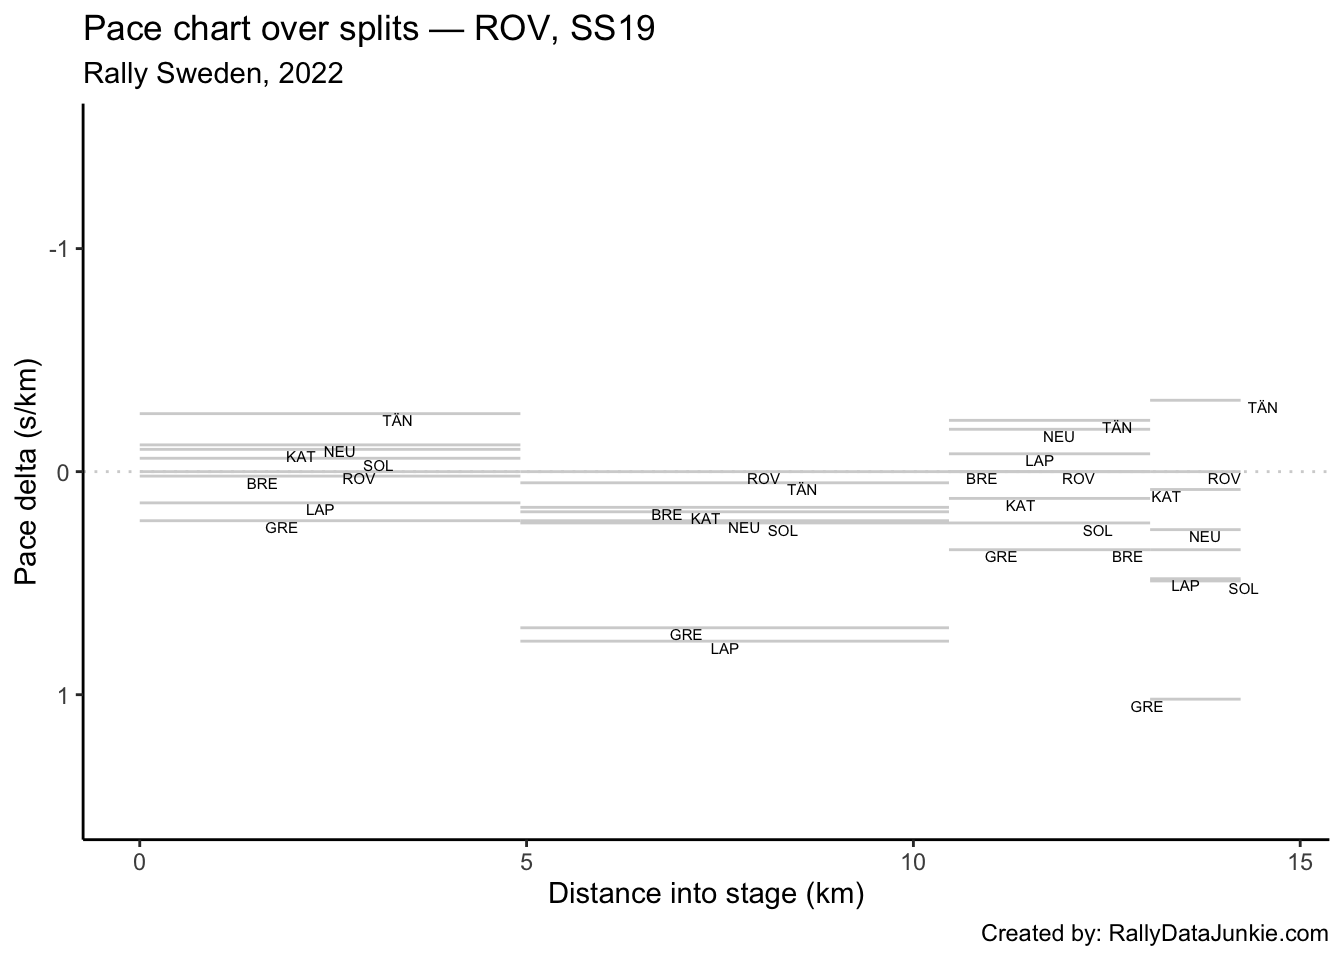 Pace chart over splits — ROV, SS19
Rally Sweden, 2022
Pace delta (s/km)
-1
0
1
TÄN
NEU
KAT
SOL
ROV
BRE
LAP
GRE
ROV
TÄN
BRE
KAT
NEU
SOL
GRE
LAP
TÄN
NEU
LAP
BRE
ROV
KAT
SOL
GRE
BRE
TÄN
ROV
KAT
NEU
LAP
SOL
GRE
0 5 10 15
Distance into stage (km)
Created by: RallyDataJunkie.com